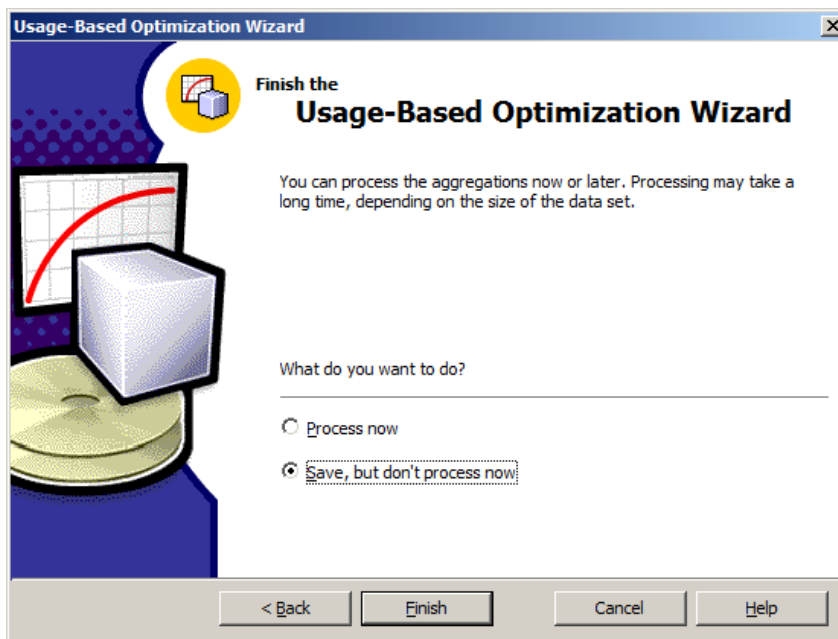 Usage-Based Optimization Wizard
Finish the
Usage-Based Optimization Wizard
You can process the aggregations now or later. Processing may take a
long time, depending on the size of the data set.
What do you want to do?
Process now
Save, but don't process now
< Back
Finish
Cancel
Help